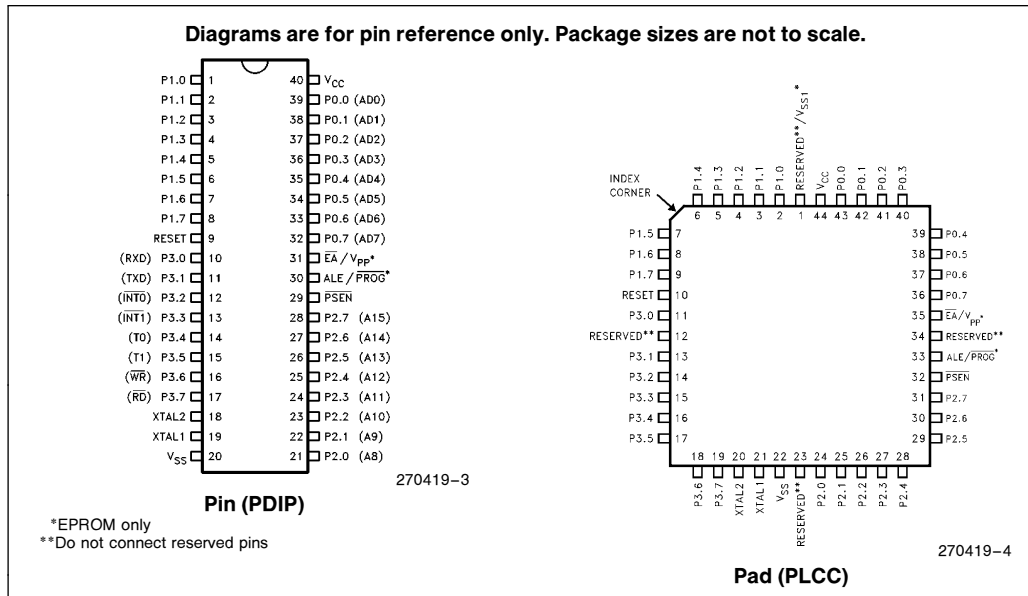 Diagrams are for pin reference only. Package sizes are not to scale.
P1.0 1 40 VCC
P1.1 2 39 P0.0 (AD0)
P1.2 3 38 P0.1 (AD1)
P1.3 4 37 P0.2 (AD2)
P1.4 5 36 P0.3 (AD3)
P1.5 6 35 P0.4 (AD4)
P1.6 7 34 P0.5 (AD5)
P1.7 8 33 P0.6 (AD6)
RESET 9 32 P0.7 (AD7)
(RXD) P3.0 10 31 EA/VPP*
(TXD) P3.1 11 30 ALE/PROG*
(INT0) P3.2 12 29 PSEN
(INT1) P3.3 13 28 P2.7 (A15)
(T0) P3.4 14 27 P2.6 (A14)
(T1) P3.5 15 26 P2.5 (A13)
(WR) P3.6 16 25 P2.4 (A12)
(RD) P3.7 17 24 P2.3 (A11)
XTAL2 18 23 P2.2 (A10)
XTAL1 19 22 P2.1 (A9)
VSS 20 21 P2.0 (A8)
270419-3
Pin (PDIP)
*EPROM only
**Do not connect reserved pins
INDEX
CORNER
P1.4 P1.3 P1.2 P1.1 P1.0 RESERVED**/VSS1* VCC P0.0 P0.1 P0.2 P0.3
6 5 4 3 2 1 44 43 42 41 40
P1.5 7 39 P0.4
P1.6 8 38 P0.5
P1.7 9 37 P0.6
RESET 10 36 P0.7
P3.0 11 35 EA/VPP*
RESERVED** 12 34 RESERVED**
P3.1 13 33 ALE/PROG*
P3.2 14 32 PSEN
P3.3 15 31 P2.7
P3.4 16 30 P2.6
P3.5 17 29 P2.5
18 19 20 21 22 23 24 25 26 27 28
P3.6 P3.7 XTAL2 XTAL1 VSS RESERVED** P2.0 P2.1 P2.2 P2.3 P2.4
270419-4
Pad (PLCC)